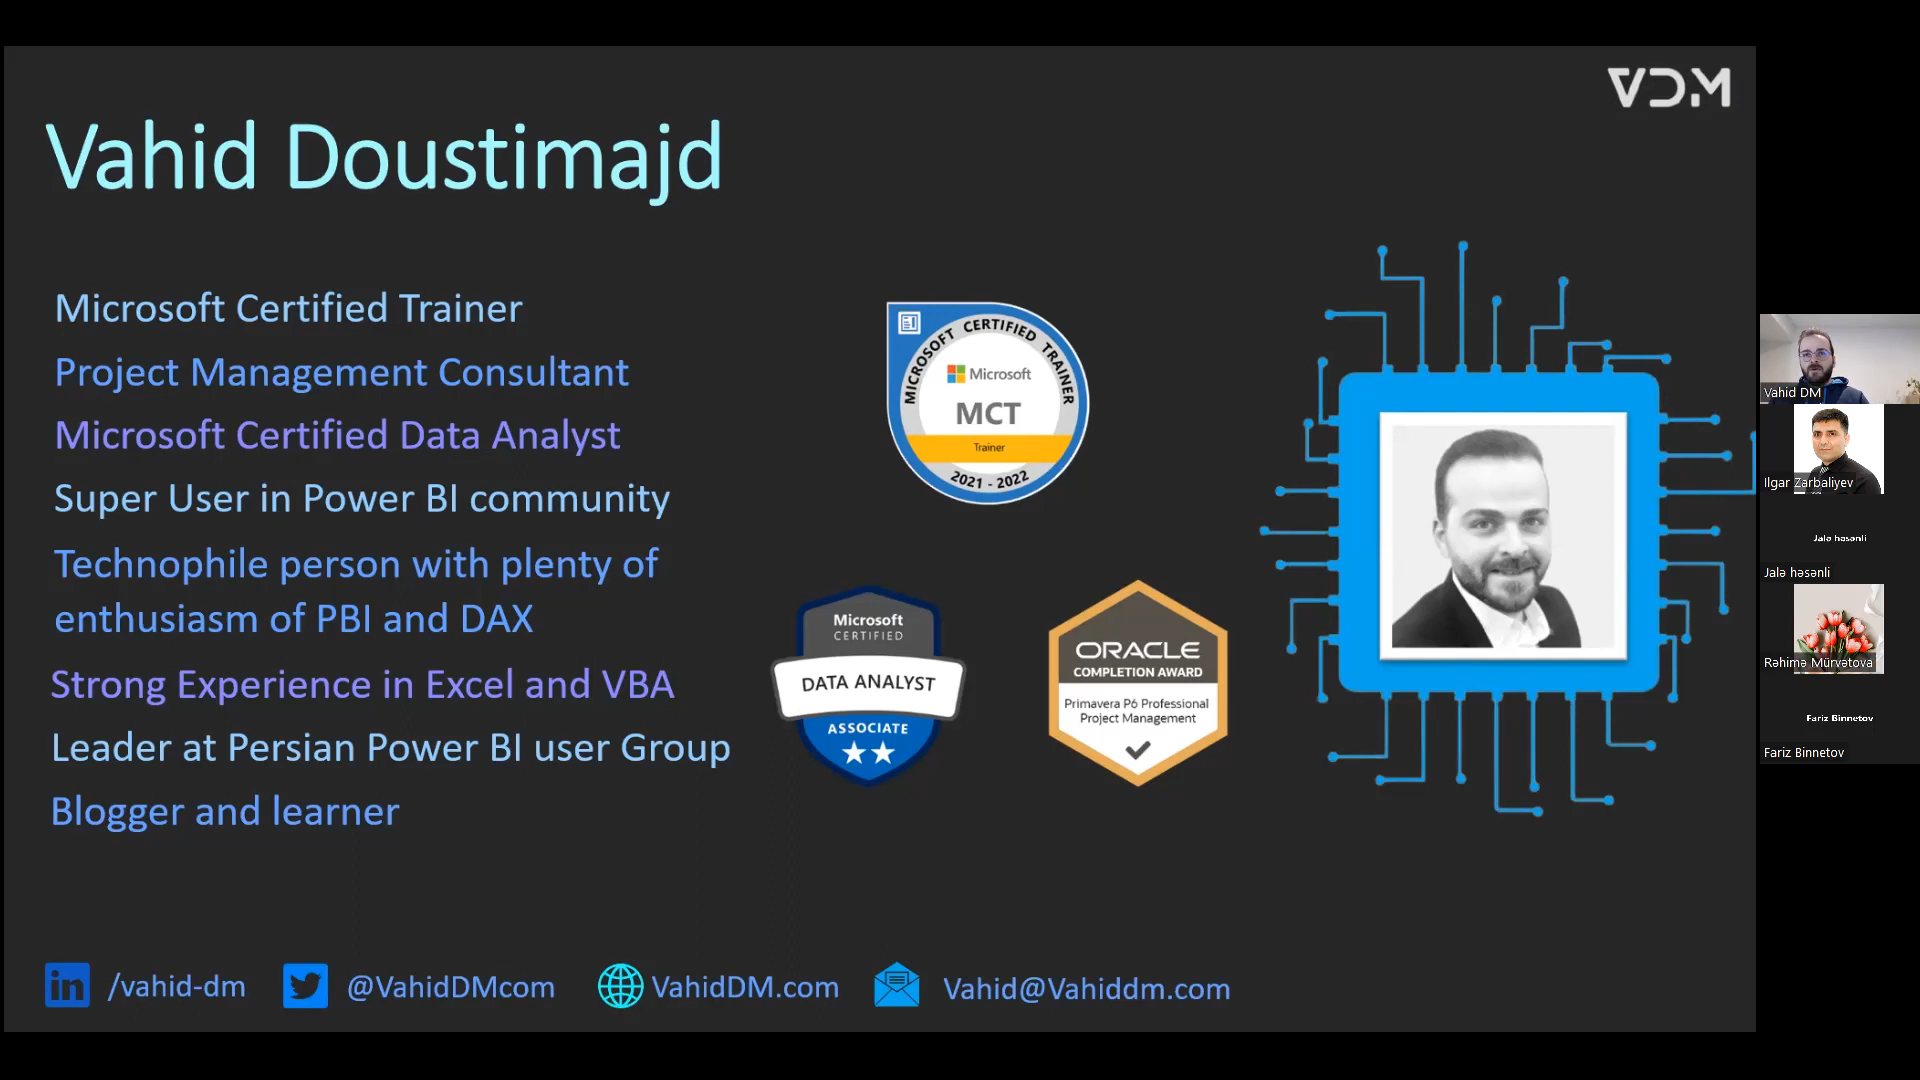 VDM
Vahid Doustimajd
Microsoft Certified Trainer
Project Management Consultant
Microsoft Certified Data Analyst
Super User in Power BI community
Technophile person with plenty of
enthusiasm of PBI and DAX
Strong Experience in Excel and VBA
Leader at Persian Power BI user Group
Blogger and learner
MICROSOFT CERTIFIED TRAINER
Microsoft
MCT
Trainer
2021 - 2022
Microsoft
CERTIFIED
DATA ANALYST
ASSOCIATE
ORACLE
COMPLETION AWARD
Primavera P6 Professional
Project Management
in /vahid-dm
@VahidDMcom
VahidDM.com
Vahid@Vahiddm.com
Vahid DM
Ilgar Zarbaliyev
Jalə həsənli
Jalə həsənli
Rəhimə Mürvətova
Fariz Binnetov
Fariz Binnetov